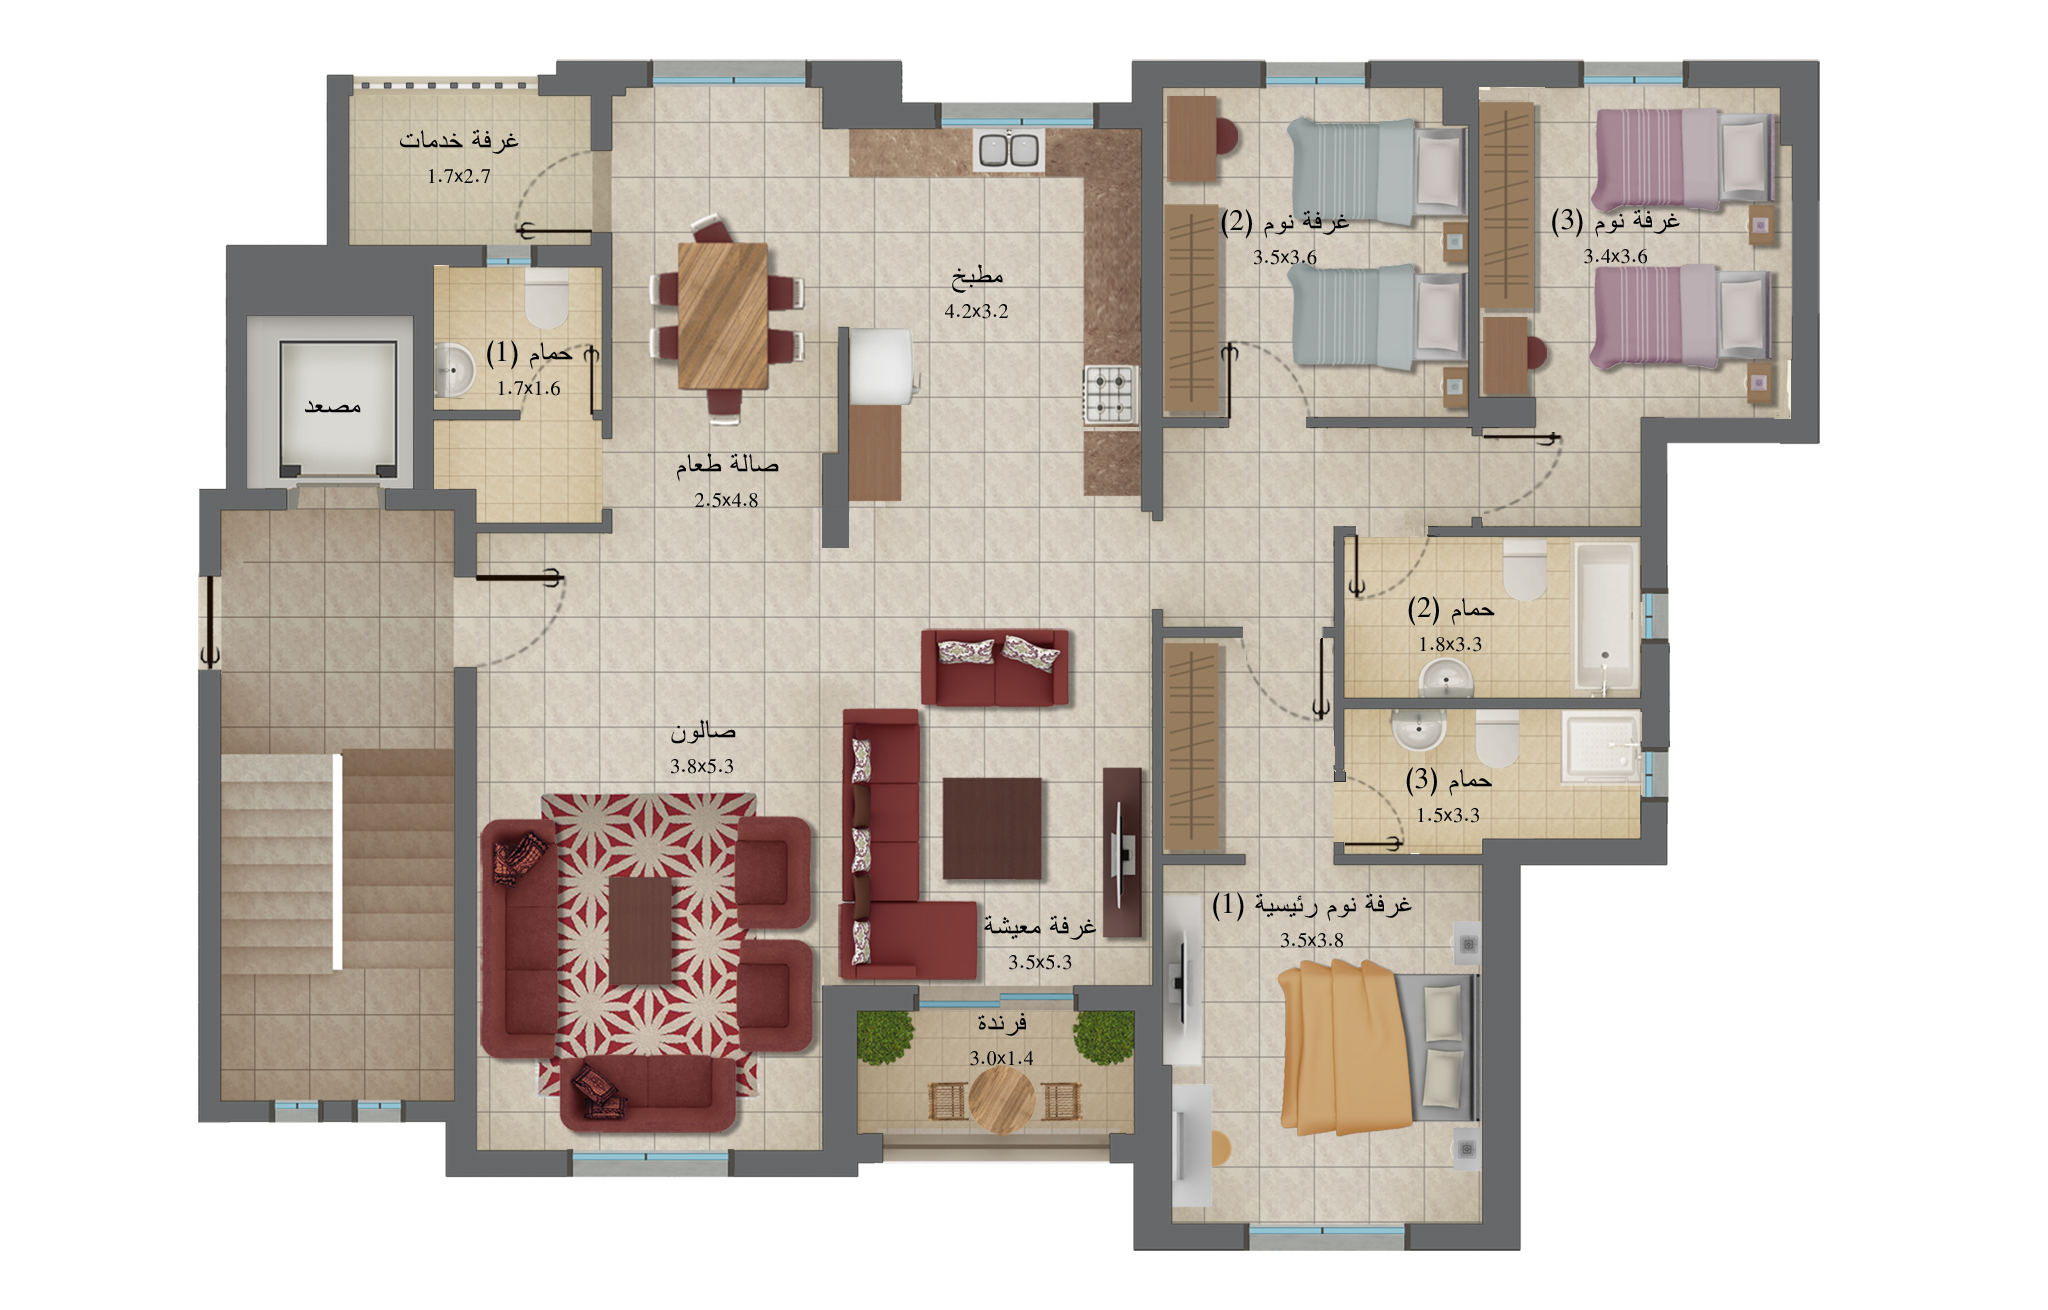 غرفة خدمات
1.7x2.7
غرفة نوم (2)
3.5x3.6
غرفة نوم (3)
3.4x3.6
مطبخ
4.2x3.2
حمام (1)
1.7x1.6
مصعد
صالة طعام
2.5x4.8
حمام (2)
1.8x3.3
صالون
3.8x5.3
حمام (3)
1.5x3.3
غرفة نوم رئيسية (1)
3.5x3.8
غرفة معيشة
3.5x5.3
فرندة
3.0x1.4